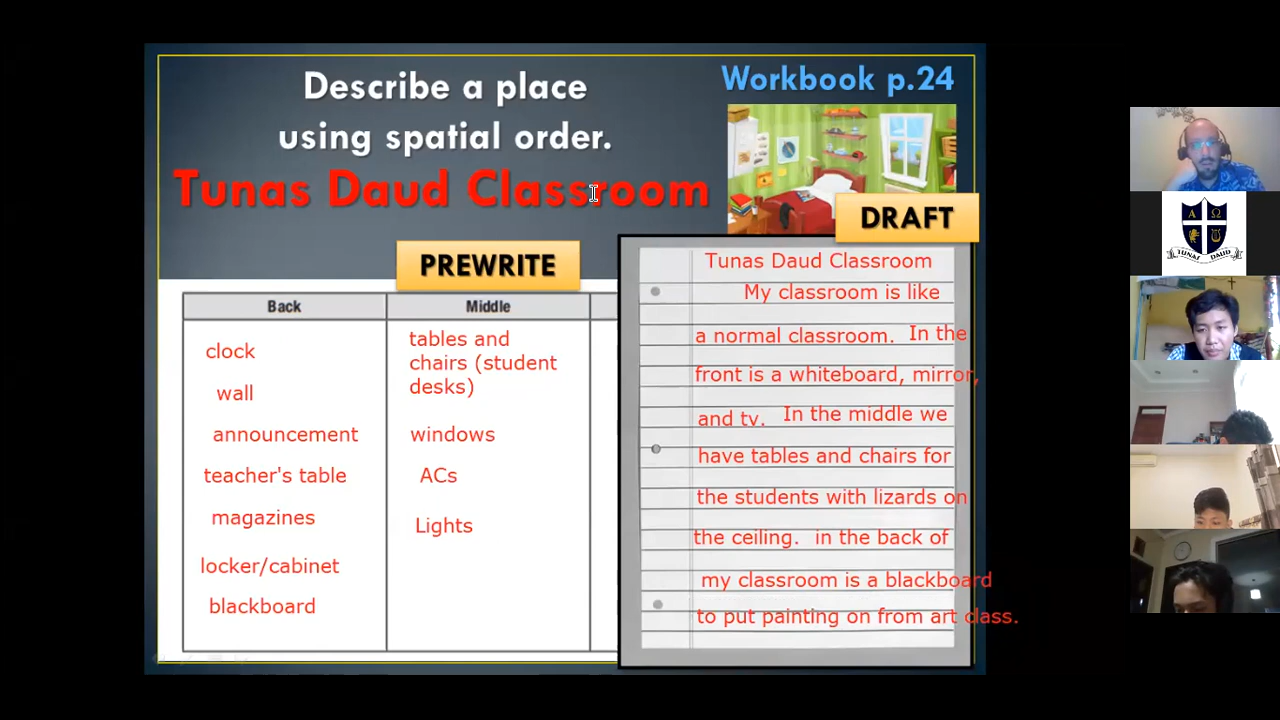 Describe a place
using spatial order.
Tunas Daud Classroom
Workbook p.24
PREWRITE
Back
Middle
clock
wall
announcement
teacher's table
magazines
locker/cabinet
blackboard
tables and
chairs (student
desks)
windows
ACs
Lights
DRAFT
Tunas Daud Classroom
My classroom is like
a normal classroom. In the
front is a whiteboard, mirror,
and tv. In the middle we
have tables and chairs for
the students with lizards on
the ceiling. in the back of
my classroom is a blackboard
to put painting on from art class.
Α Ω
TUNAS DAUD